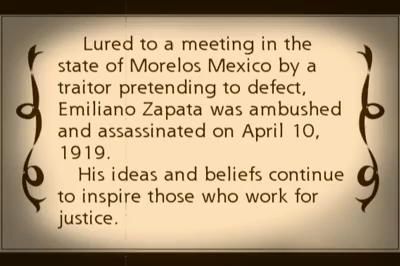 Lured to a meeting in the
state of Morelos Mexico by a
traitor pretending to defect,
Emiliano Zapata was ambushed
and assassinated on April 10,
1919.
His ideas and beliefs continue
to inspire those who work for
justice.